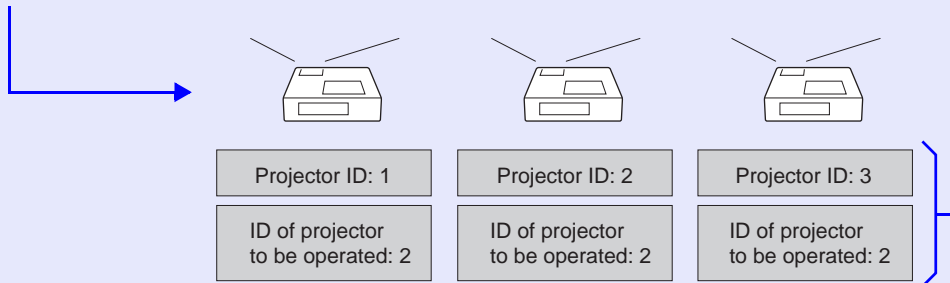 Projector ID: 1
Projector ID: 2
Projector ID: 3
ID of projector
to be operated: 2
ID of projector
to be operated: 2
ID of projector
to be operated: 2